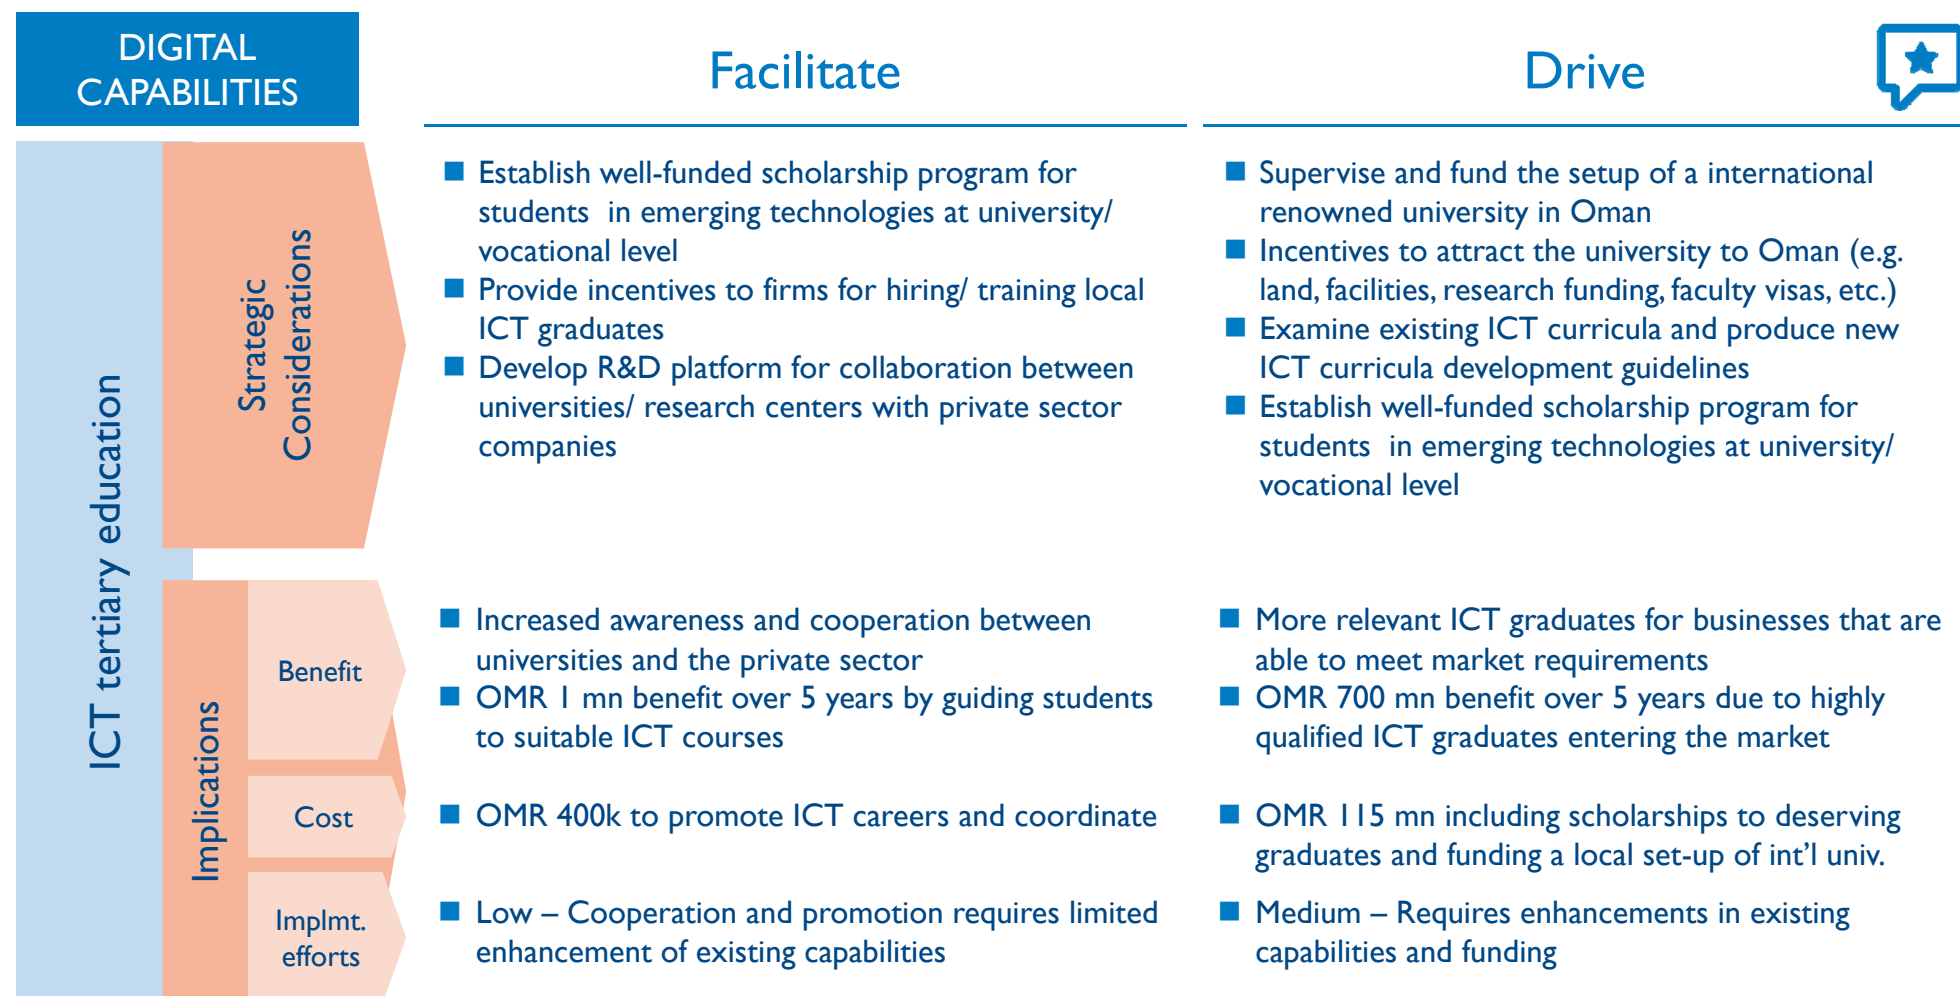 DIGITAL
CAPABILITIES
Facilitate
Drive
ICT tertiary education
Strategic
Considerations
■ Establish well-funded scholarship program for
students  in emerging technologies at university/
vocational level
■ Provide incentives to firms for hiring/ training local
ICT graduates
■ Develop R&D platform for collaboration between
universities/ research centers with private sector
companies
■ Supervise and fund the setup of a international
renowned university in Oman
■ Incentives to attract the university to Oman (e.g.
land, facilities, research funding, faculty visas, etc.)
■ Examine existing ICT curricula and produce new
ICT curricula development guidelines
■ Establish well-funded scholarship program for
students  in emerging technologies at university/
vocational level
Implications
Benefit
■ Increased awareness and cooperation between
universities and the private sector
■ OMR 1 mn benefit over 5 years by guiding students
to suitable ICT courses
■ More relevant ICT graduates for businesses that are
able to meet market requirements
■ OMR 700 mn benefit over 5 years due to highly
qualified ICT graduates entering the market
Cost
■ OMR 400k to promote ICT careers and coordinate
■ OMR 115 mn including scholarships to deserving
graduates and funding a local set-up of int’l univ.
Implmt.
efforts
■ Low – Cooperation and promotion requires limited
enhancement of existing capabilities
■ Medium – Requires enhancements in existing
capabilities and funding